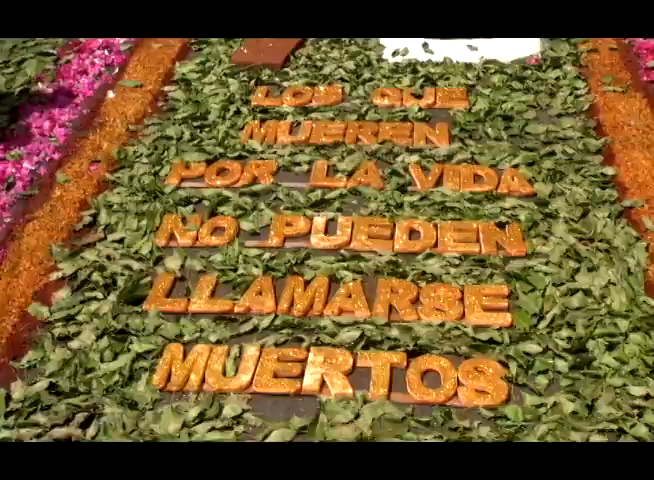 LOS QUE
MUEREN
POR LA VIDA
NO PUEDEN
LLAMARSE
MUERTOS